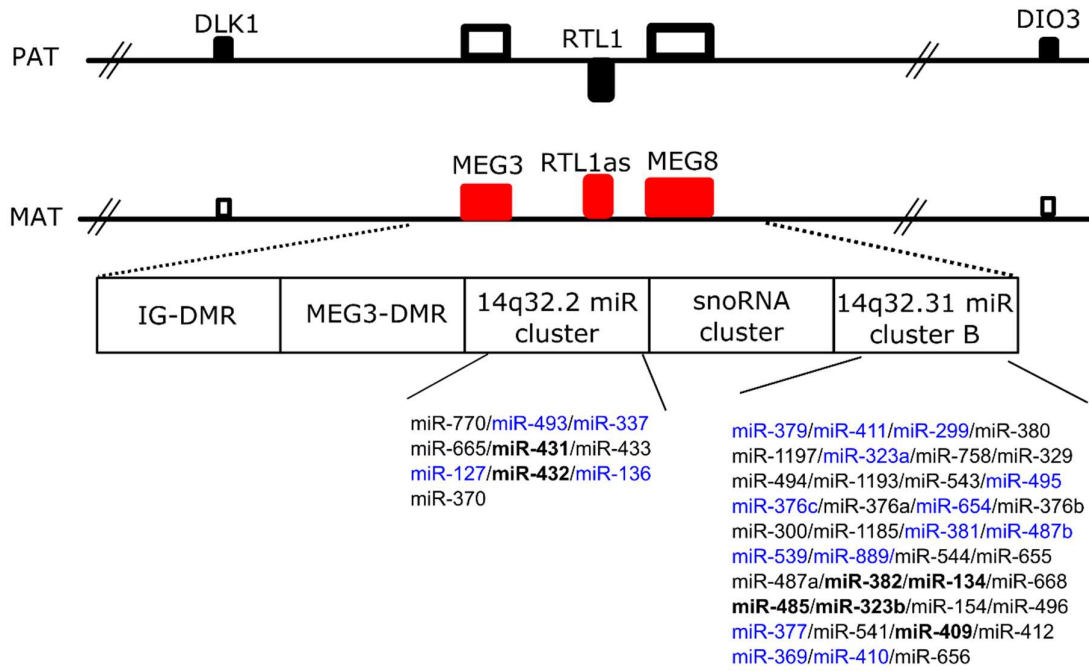 DLK1
RTL1
DIO3
PAT
MEG3
RTL1as
MEG8
MAT
IG-DMR
MEG3-DMR
14q32.2 miR
cluster
snoRNA
cluster
14q32.31 miR
cluster B
miR-770/miR-493/miR-337
miR-665/miR-431/miR-433
miR-127/miR-432/miR-136
miR-370
miR-379/miR-411/miR-299/miR-380
miR-1197/miR-323a/miR-758/miR-329
miR-494/miR-1193/miR-543/miR-495
miR-376c/miR-376a/miR-654/miR-376b
miR-300/miR-1185/miR-381/miR-487b
miR-539/miR-889/miR-544/miR-655
miR-487a/miR-382/miR-134/miR-668
miR-485/miR-323b/miR-154/miR-496
miR-377/miR-541/miR-409/miR-412
miR-369/miR-410/miR-656